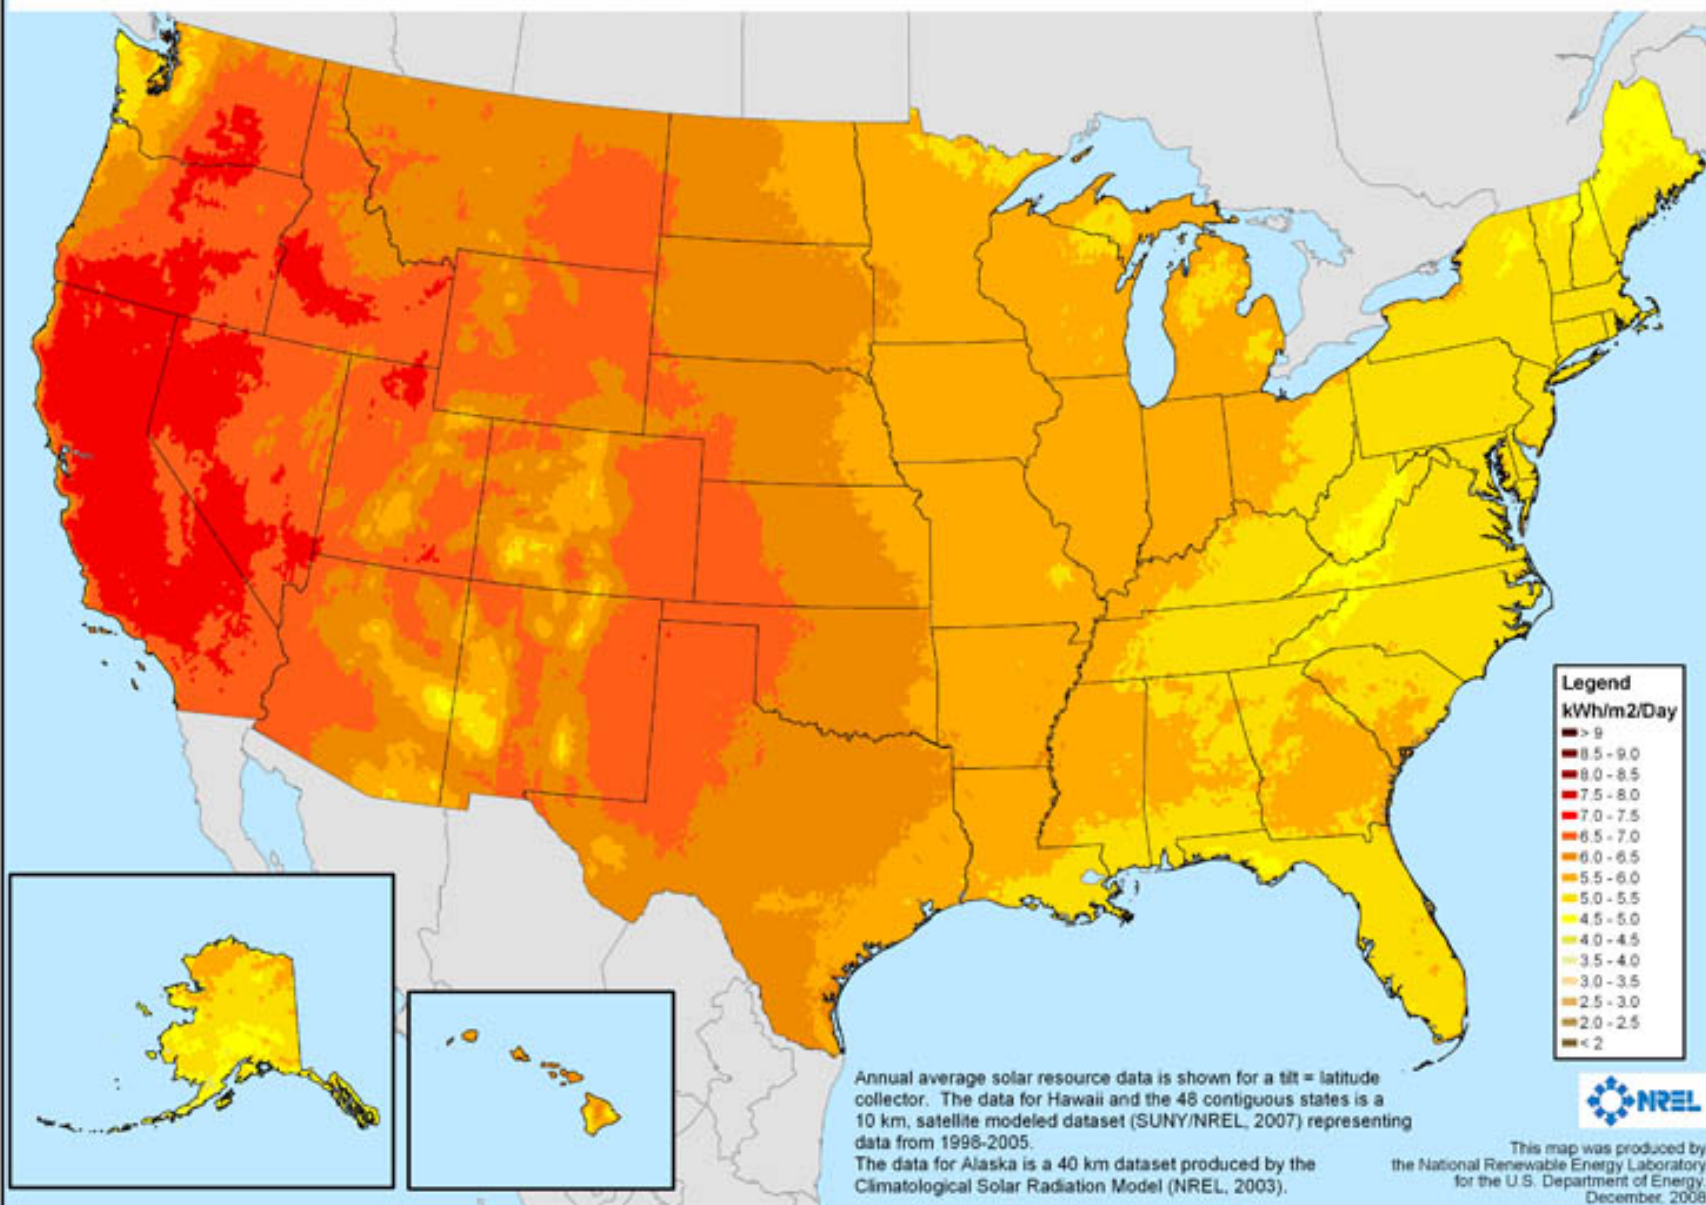 Legend
kWh/m2/Day
> 9
8.5 - 9.0
8.0 - 8.5
7.5 - 8.0
7.0 - 7.5
6.5 - 7.0
6.0 - 6.5
5.5 - 6.0
5.0 - 5.5
4.5 - 5.0
4.0 - 4.5
3.5 - 4.0
3.0 - 3.5
2.5 - 3.0
2.0 - 2.5
< 2
Annual average solar resource data is shown for a tilt = latitude
collector. The data for Hawaii and the 48 contiguous states is a
10 km, satellite modeled dataset (SUNY/NREL, 2007) representing
data from 1998-2005.
The data for Alaska is a 40 km dataset produced by the
Climatological Solar Radiation Model (NREL, 2003).
NREL
This map was produced by
the National Renewable Energy Laboratory
for the U.S. Department of Energy.
December, 2008